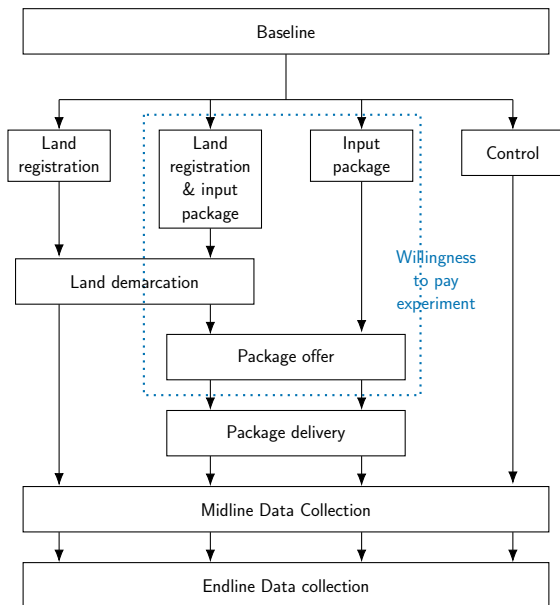 Baseline
Land
registration
Land
registration
& input
package
Input
package
Control
Land demarcation
Willingness
to pay
experiment
Package offer
Package delivery
Midline Data Collection
Endline Data collection